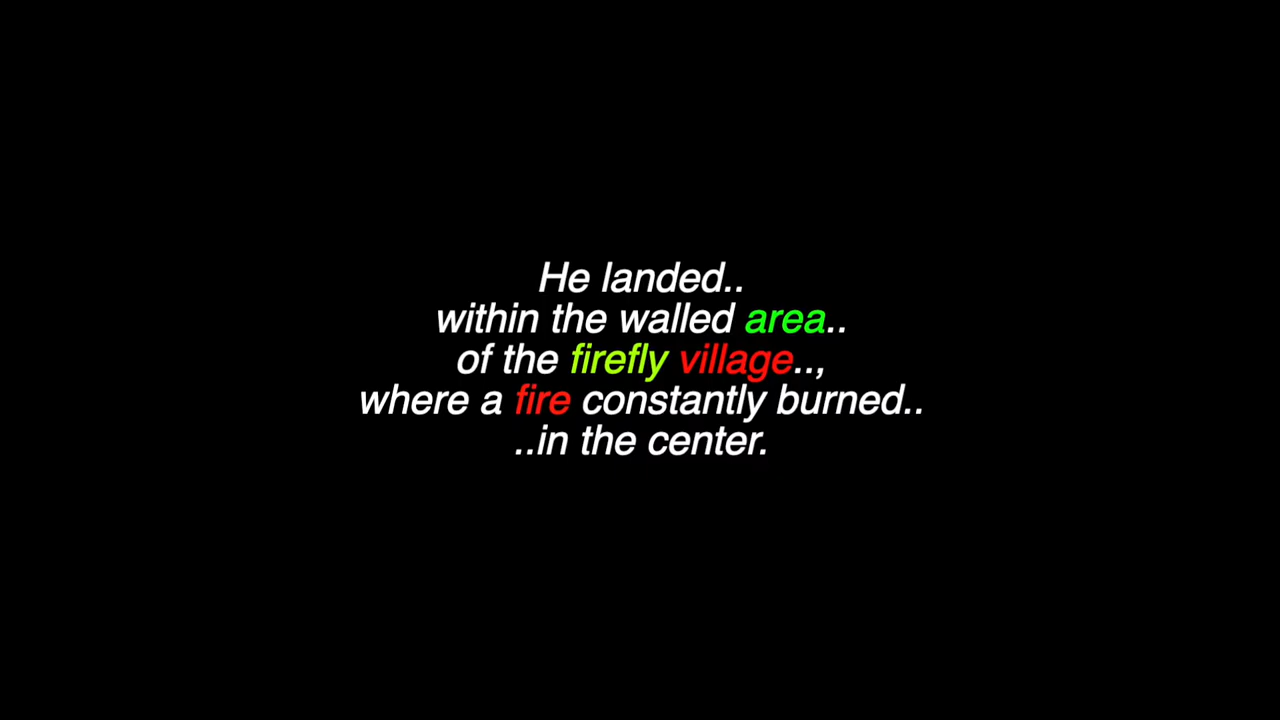 He landed..
within the walled area..
of the firefly village..,
where a fire constantly burned..
..in the center.